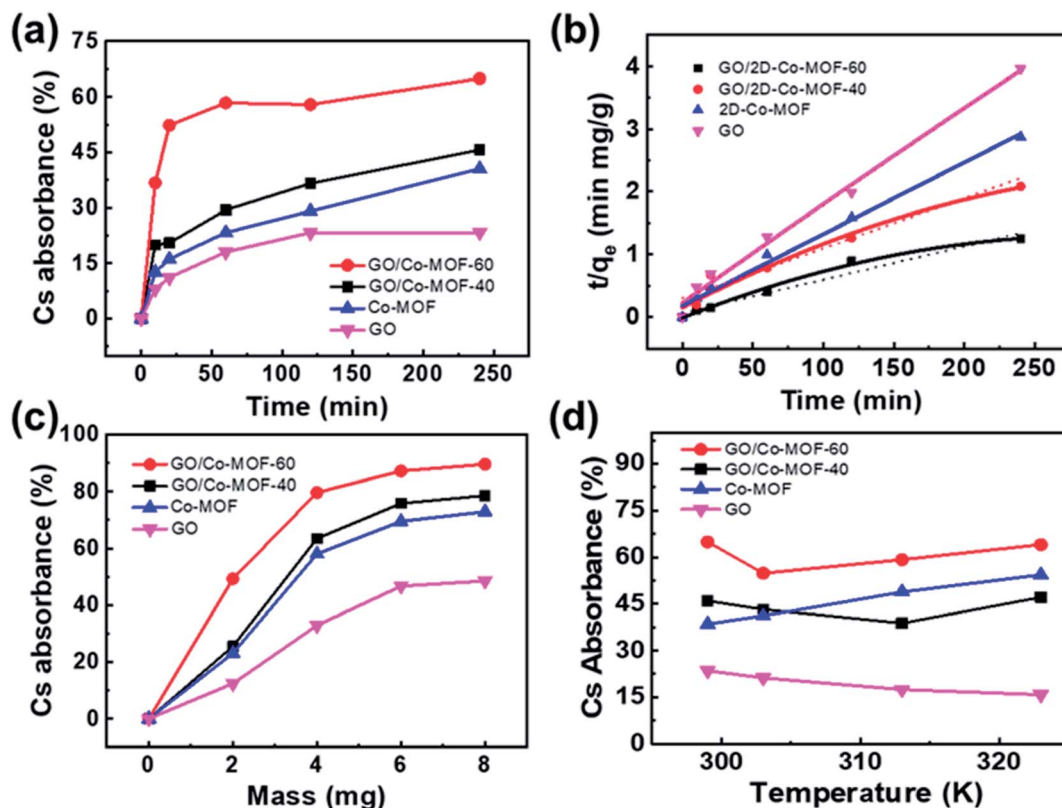 (a)
75
60
45
30
15
0
Cs absorbance (%)
GO/Co-MOF-60
GO/Co-MOF-40
Co-MOF
GO
0 50 100 150 200 250
Time (min)
(b)
4
3
2
1
0
t/qe (min mg/g)
GO/2D-Co-MOF-60
GO/2D-Co-MOF-40
2D-Co-MOF
GO
0 50 100 150 200 250
Time (min)
(c)
100
80
60
40
20
0
Cs absorbance (%)
GO/Co-MOF-60
GO/Co-MOF-40
Co-MOF
GO
0 2 4 6 8
Mass (mg)
(d)
90
75
60
45
30
15
0
Cs Absorbance (%)
GO/Co-MOF-60
GO/Co-MOF-40
Co-MOF
GO
300 310 320
Temperature (K)